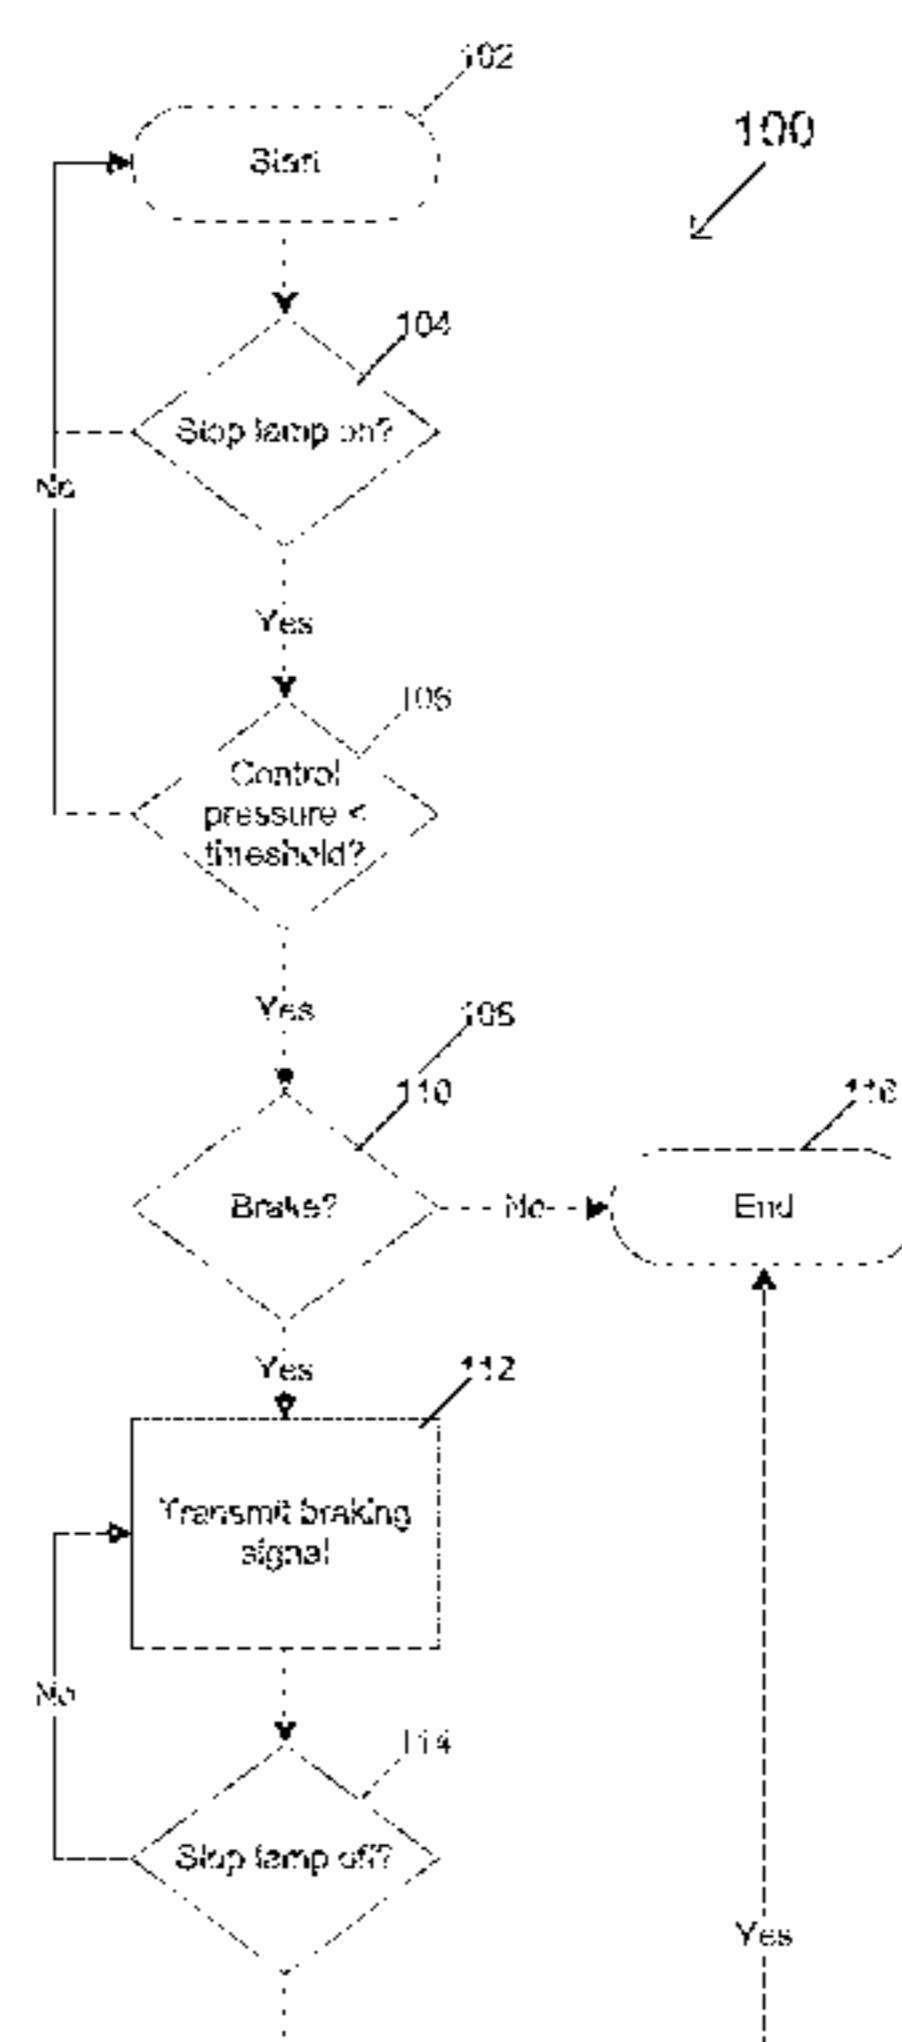 102
100
Start
104
Stop lamp on?
No
Yes
106
Control
pressure <
threshold?
Yes
108
110
116
Brake?
No
End
Yes
112
Transmit braking
signal
No
114
Stop lamp off?
Yes